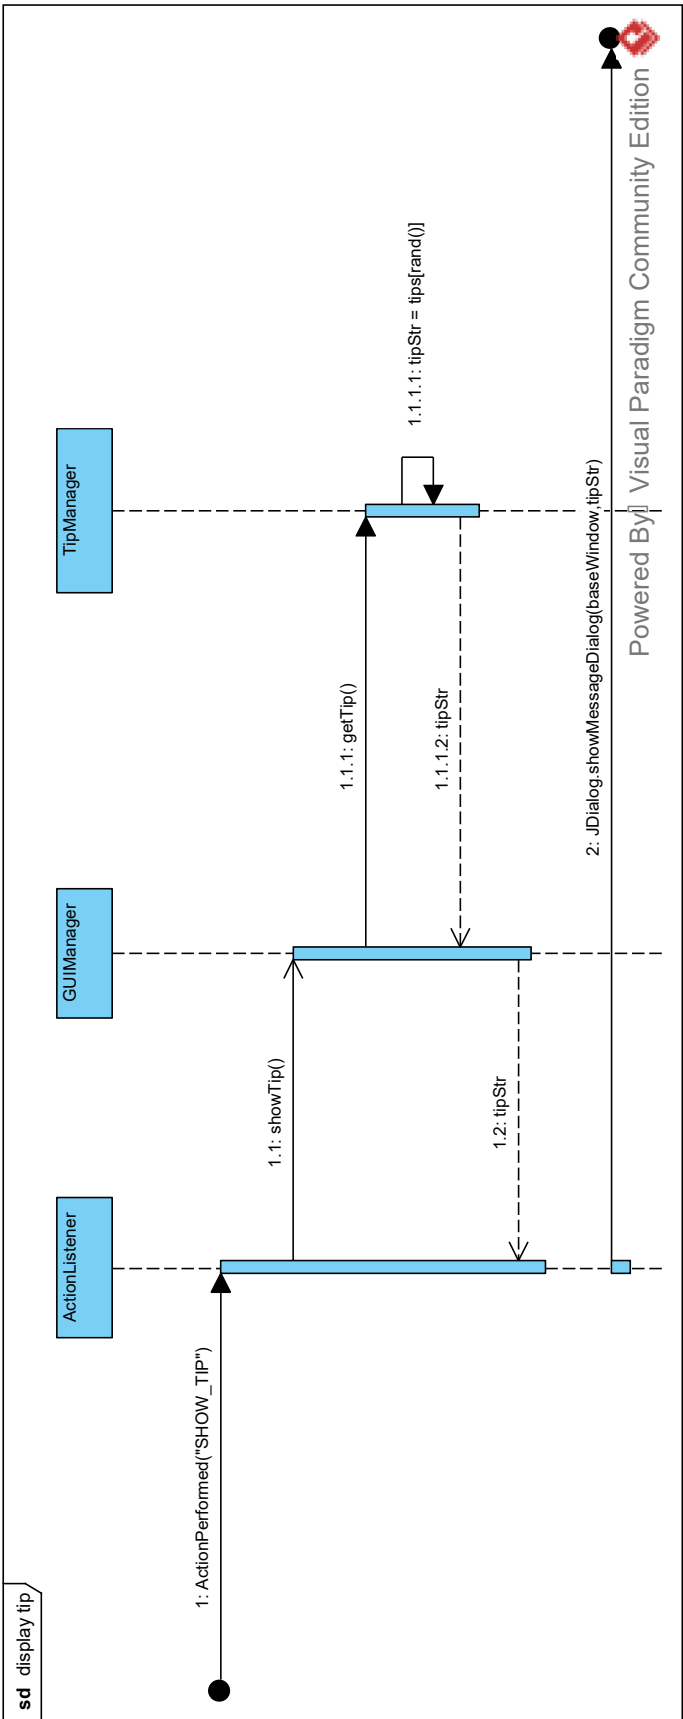 sd display tip
ActionListener
GUIManager
TipManager
1: ActionPerformed("SHOW_TIP")
1.1: showTip()
1.1.1: getTip()
1.1.1.1: tipStr = tips[rand()]
1.1.1.2: tipStr
1.2: tipStr
2: JDialog.showMessageDialog(baseWindow,tipStr)
Powered By Visual Paradigm Community Edition